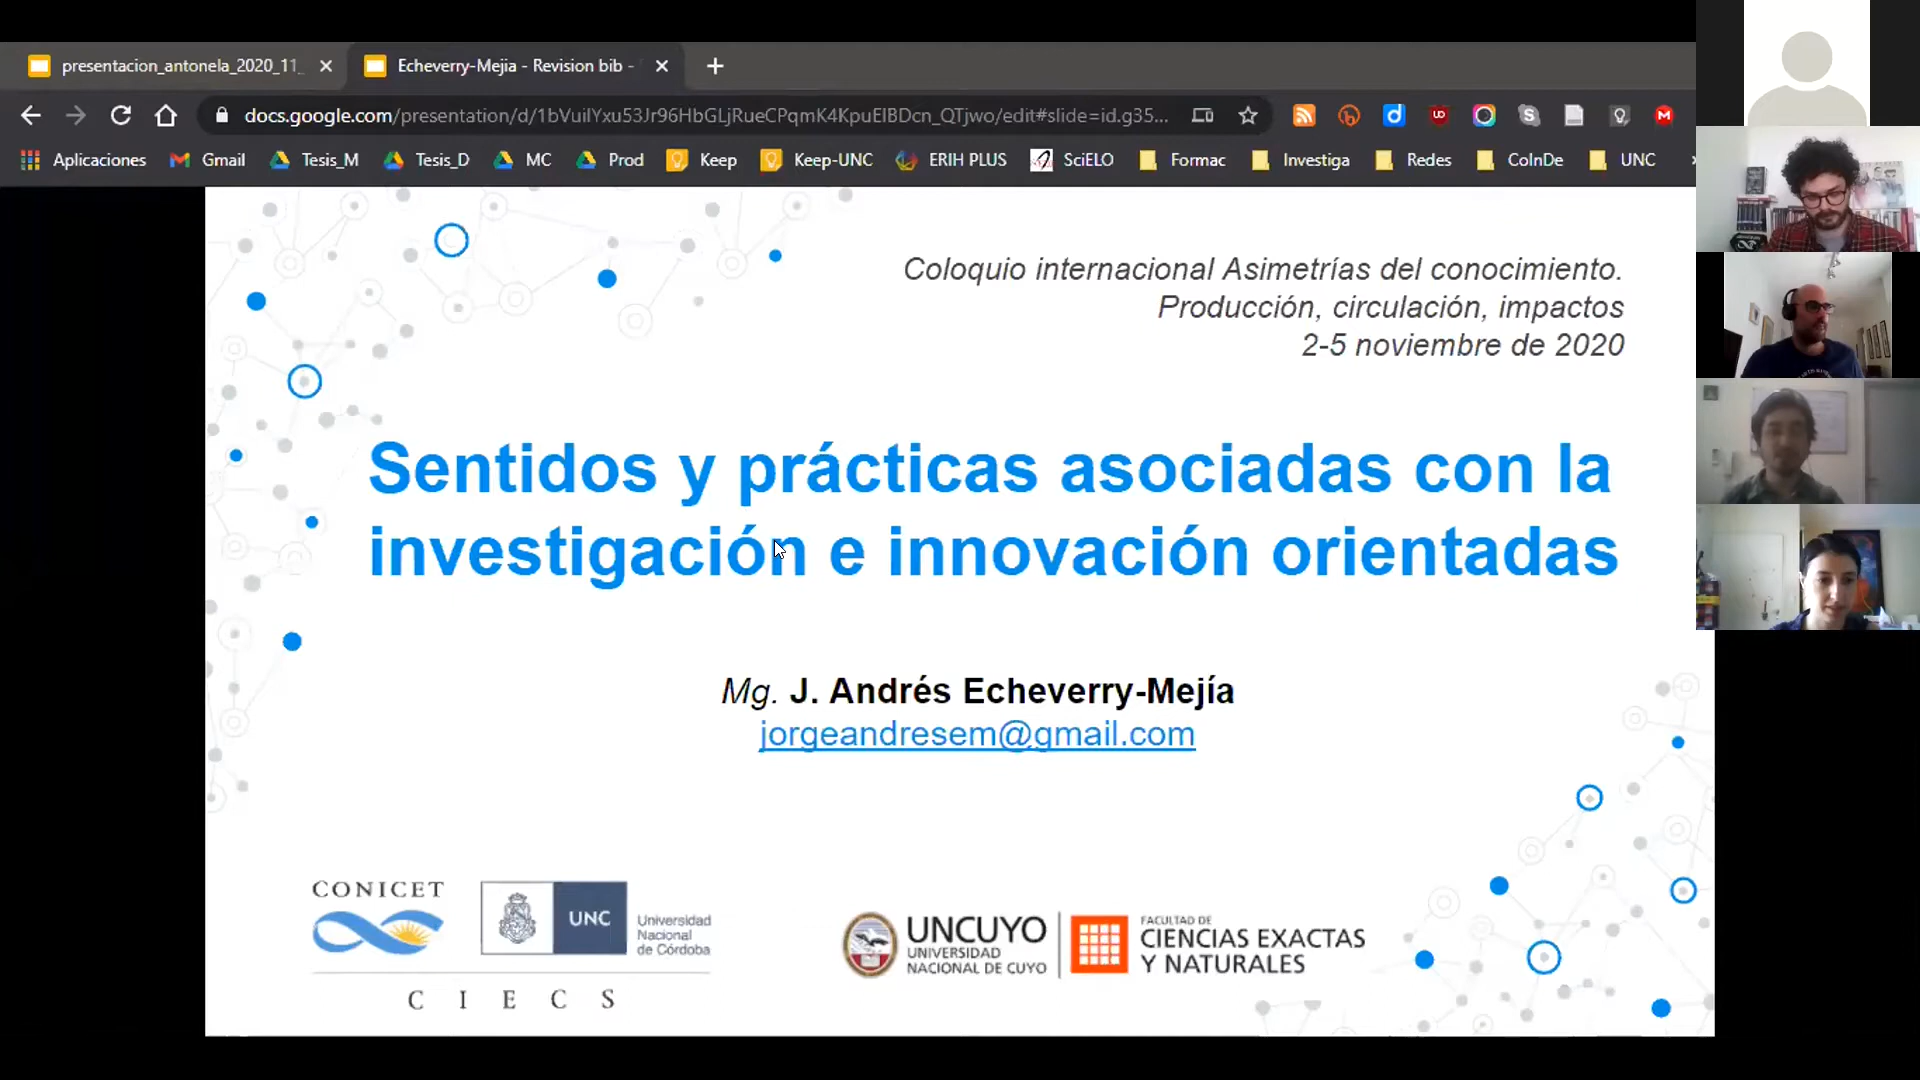 presentacion_antonela_2020_11_
Echeverry-Mejia - Revision bib -
docs.google.com/presentation/d/1bVuilYxu53Jr96HbGLjRueCPqmK4KpuEIBDcn_QTjwo/edit#slide=id.g35...
Aplicaciones Gmail Tesis_M Tesis_D MC Prod Keep Keep-UNC ERIH PLUS SciELO Formac Investiga Redes CoInDe UNC
Coloquio internacional Asimetrías del conocimiento.
Producción, circulación, impactos
2-5 noviembre de 2020
Sentidos y prácticas asociadas con la
investigación e innovación orientadas
Mg. J. Andrés Echeverry-Mejía
jorgeandresem@gmail.com
CONICET
UNC
Universidad
Nacional
de Córdoba
C I E C S
UNCUYO
UNIVERSIDAD
NACIONAL DE CUYO
FACULTAD DE
CIENCIAS EXACTAS
Y NATURALES